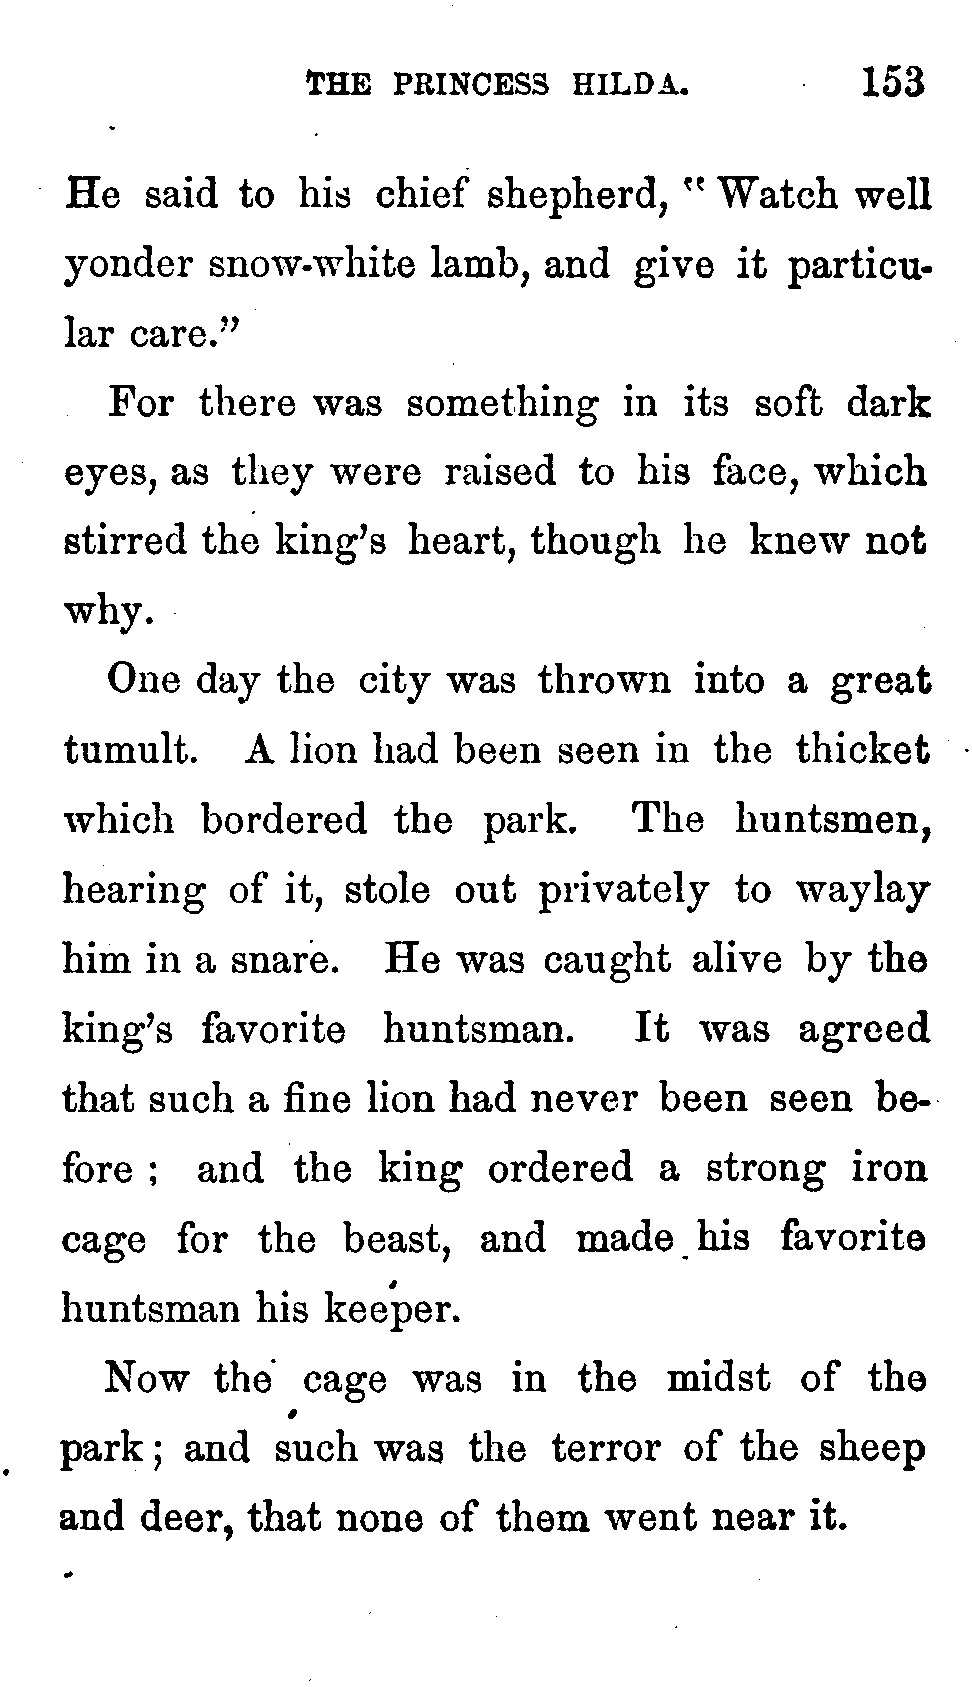 THE PRINCESS HILDA. 153
He said to his chief shepherd, "Watch well
yonder snow-white lamb, and give it particu-
lar care."
For there was something in its soft dark
eyes, as they were raised to his face, which
stirred the king's heart, though he knew not
why.
One day the city was thrown into a great
tumult. A lion had been seen in the thicket
which bordered the park. The huntsmen,
hearing of it, stole out privately to waylay
him in a snare. He was caught alive by the
king's favorite huntsman. It was agreed
that such a fine lion had never been seen be-
fore; and the king ordered a strong iron
cage for the beast, and made his favorite
huntsman his keeper.
Now the cage was in the midst of the
park; and such was the terror of the sheep
and deer, that none of them went near it.